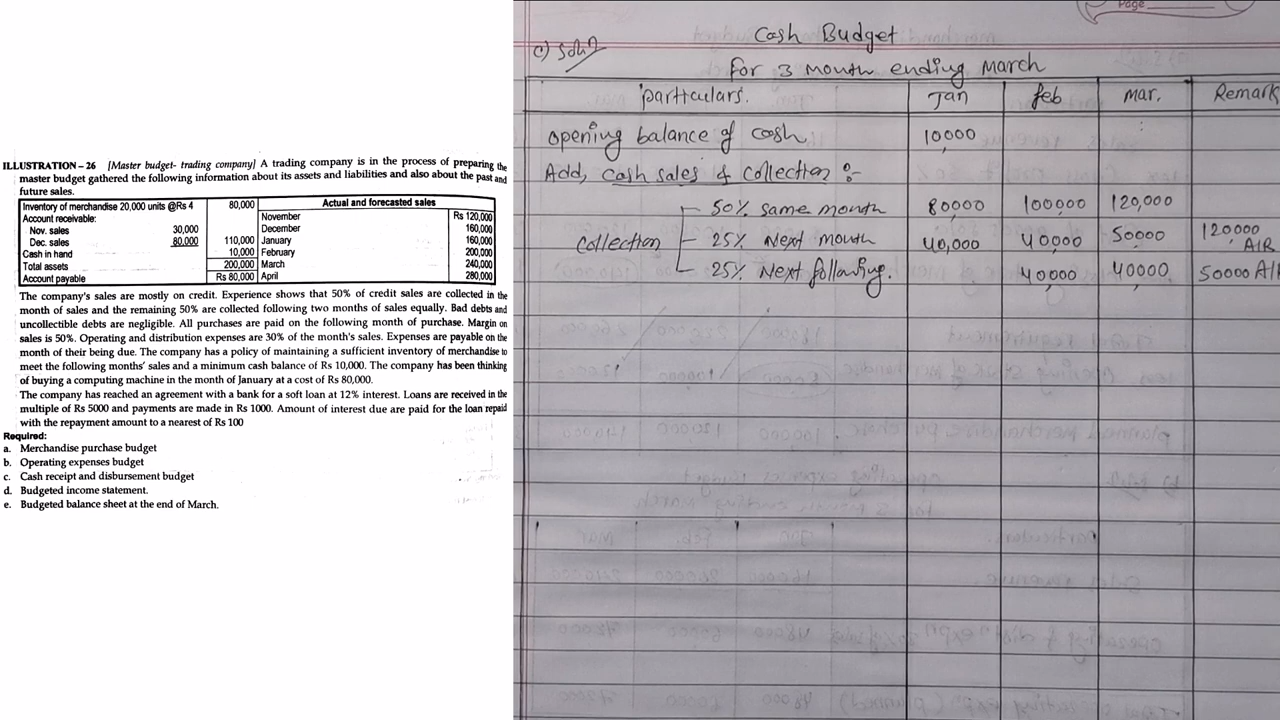 ILLUSTRATION – 26 [Master budget- trading company] A trading company is in the process of preparing the
master budget gathered the following information about its assets and liabilities and also about the past and
future sales.
Inventory of merchandise 20,000 units @Rs 4 80,000 Actual and forecasted sales
Account receivable: November Rs 120,000
Nov. sales 30,000 December 160,000
Dec. sales 80,000 110,000 January 160,000
Cash in hand 10,000 February 200,000
Total assets 200,000 March 240,000
Account payable Rs 80,000 April 280,000
The company's sales are mostly on credit. Experience shows that 50% of credit sales are collected in the
month of sales and the remaining 50% are collected following two months of sales equally. Bad debts and
uncollectible debts are negligible. All purchases are paid on the following month of purchase. Margin on
sales is 50%. Operating and distribution expenses are 30% of the month's sales. Expenses are payable on the
month of their being due. The company has a policy of maintaining a sufficient inventory of merchandise to
meet the following months' sales and a minimum cash balance of Rs 10,000. The company has been thinking
of buying a computing machine in the month of January at a cost of Rs 80,000.
The company has reached an agreement with a bank for a soft loan at 12% interest. Loans are received in the
multiple of Rs 5000 and payments are made in Rs 1000. Amount of interest due are paid for the loan repaid
with the repayment amount to a nearest of Rs 100
Required:
a. Merchandise purchase budget
b. Operating expenses budget
c. Cash receipt and disbursement budget
d. Budgeted income statement.
e. Budgeted balance sheet at the end of March.
Page
Cash Budget
c) Solⁿ
for 3 month ending March
particulars. Jan feb mar. Remark
opening balance of cash. 10,000
Add, cash sales & collection :-
50% same month 80,000 100,000 120,000
collection 25% Next month 40,000 40,000 50000 120000 A/R
25% Next following. 40,000 40000 50000 A/R